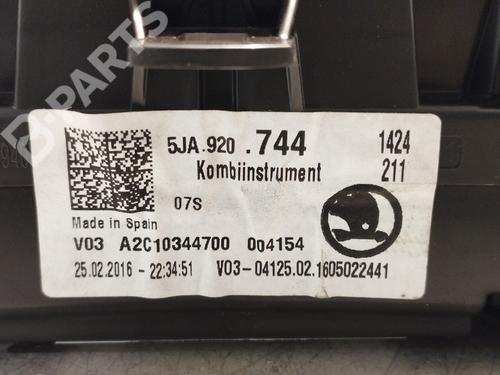 B-PARTS
5JA.920.744 1424
Kombiinstrument 211
07S
Made in Spain
V03 A2C10344700 004154
25.02.2016 - 22:34:51 V03-04125.02.1605022441